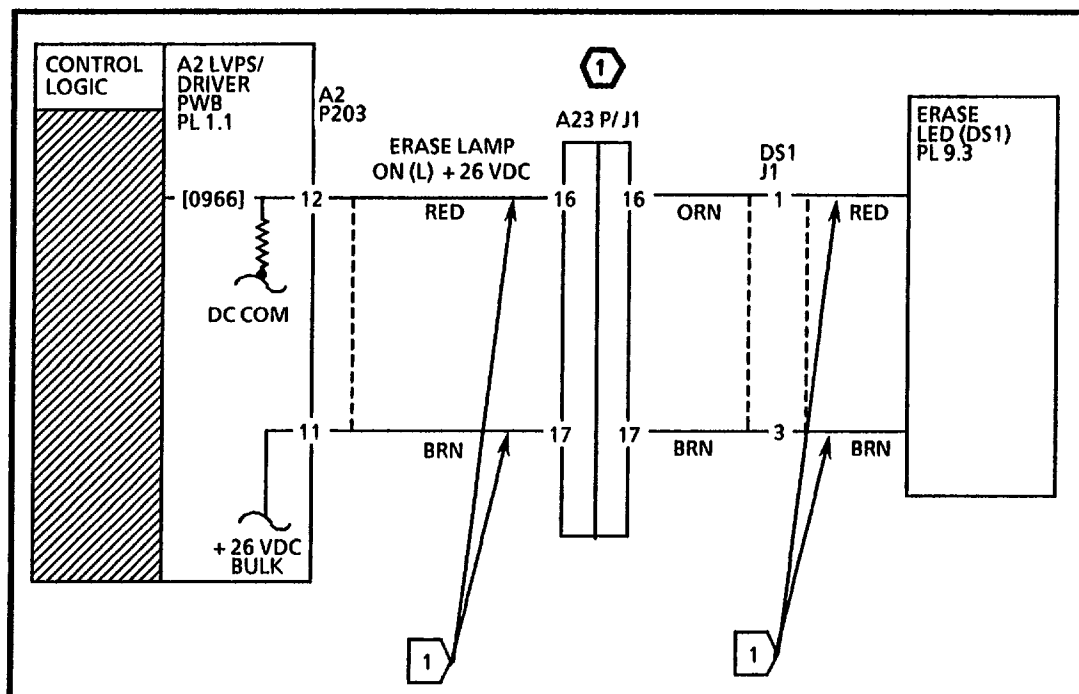 CONTROL
LOGIC
A2 LVPS/
DRIVER
PWB
PL 1.1
A2
P203
1
A23 P/J1
ERASE LAMP
ON (L) + 26 VDC
DS1
J1
ERASE
LED (DS1)
PL 9.3
[0966]
12
RED
16
16
ORN
1
RED
DC COM
11
BRN
17
17
BRN
3
BRN
+ 26 VDC
BULK
1
1